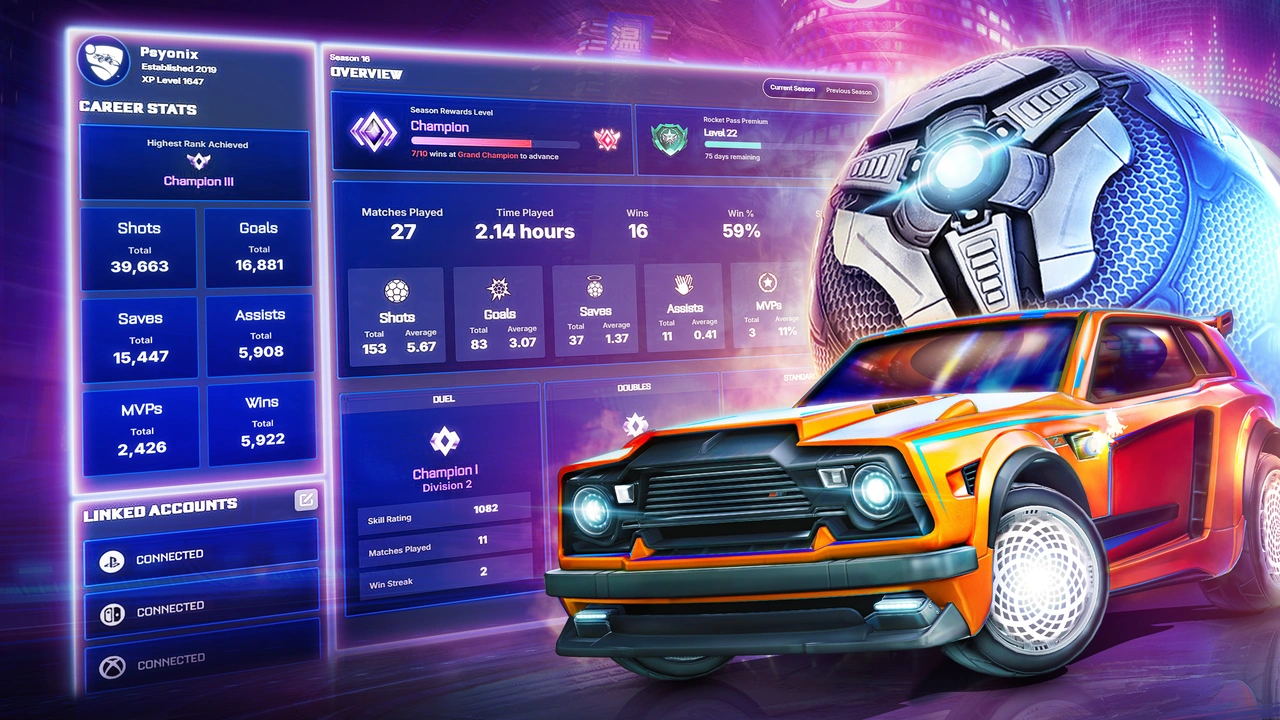 Psyonix
Established 2019
XP Level 1647
CAREER STATS
Highest Rank Achieved
Champion III
Shots
Total
39,663
Goals
Total
16,881
Saves
Total
15,447
Assists
Total
5,908
MVPs
Total
2,426
Wins
Total
5,922
LINKED ACCOUNTS
CONNECTED
CONNECTED
CONNECTED
Season 16
OVERVIEW
Current Season Previous Season
Season Rewards Level
Champion
7/10 wins at Grand Champion to advance
Rocket Pass Premium
Level 22
75 days remaining
Matches Played
27
Time Played
2.14 hours
Wins
16
Win %
59%
Shots
Total Average
153 5.67
Goals
Total Average
83 3.07
Saves
Total Average
37 1.37
Assists
Total Average
11 0.41
MVPs
Total Average
3 11%
DUEL
Champion I
Division 2
Skill Rating 1082
Matches Played 11
Win Streak 2
DOUBLES
温